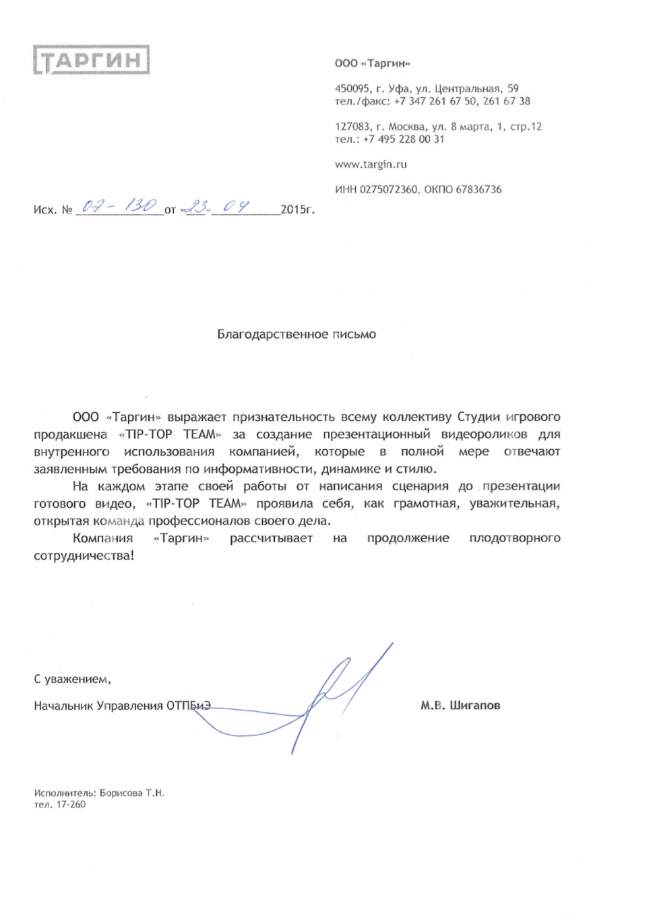 ТАРГИН
ООО «Таргин»
450095, г. Уфа, ул. Центральная, 59
тел./факс: +7 347 261 67 50, 261 67 38
127083, г. Москва, ул. 8 марта, 1, стр.12
тел.: +7 495 228 00 31
www.targin.ru
ИНН 0275072360, ОКПО 67836736
Исх. № 07-130 от «23» 04 2015г.
Благодарственное письмо
ООО «Таргин» выражает признательность всему коллективу Студии игрового
продакшена «TIP-TOP TEAM» за создание презентационный видеороликов для
внутреннего использования компанией, которые в полной мере отвечают
заявленным требования по информативности, динамике и стилю.
На каждом этапе своей работы от написания сценария до презентации
готового видео, «TIP-TOP TEAM» проявила себя, как грамотная, уважительная,
открытая команда профессионалов своего дела.
Компания «Таргин» рассчитывает на продолжение плодотворного
сотрудничества!
С уважением,
Начальник Управления ОТПБиЭ М.В. Шигапов
Исполнитель: Борисова Т.Н.
тел. 17-260